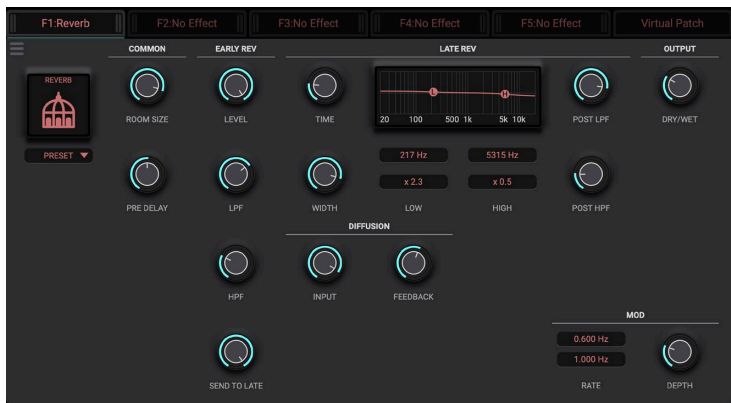 F1:Reverb
F2:No Effect
F3:No Effect
F4:No Effect
F5:No Effect
Virtual Patch
COMMON
EARLY REV
LATE REV
OUTPUT
REVERB
20 100 500 1k 5k 10k
L
H
ROOM SIZE
LEVEL
TIME
POST LPF
DRY/WET
PRESET
217 Hz
5315 Hz
x 2.3
x 0.5
PRE DELAY
LPF
WIDTH
LOW
HIGH
POST HPF
DIFFUSION
HPF
INPUT
FEEDBACK
MOD
0.600 Hz
1.000 Hz
SEND TO LATE
RATE
DEPTH